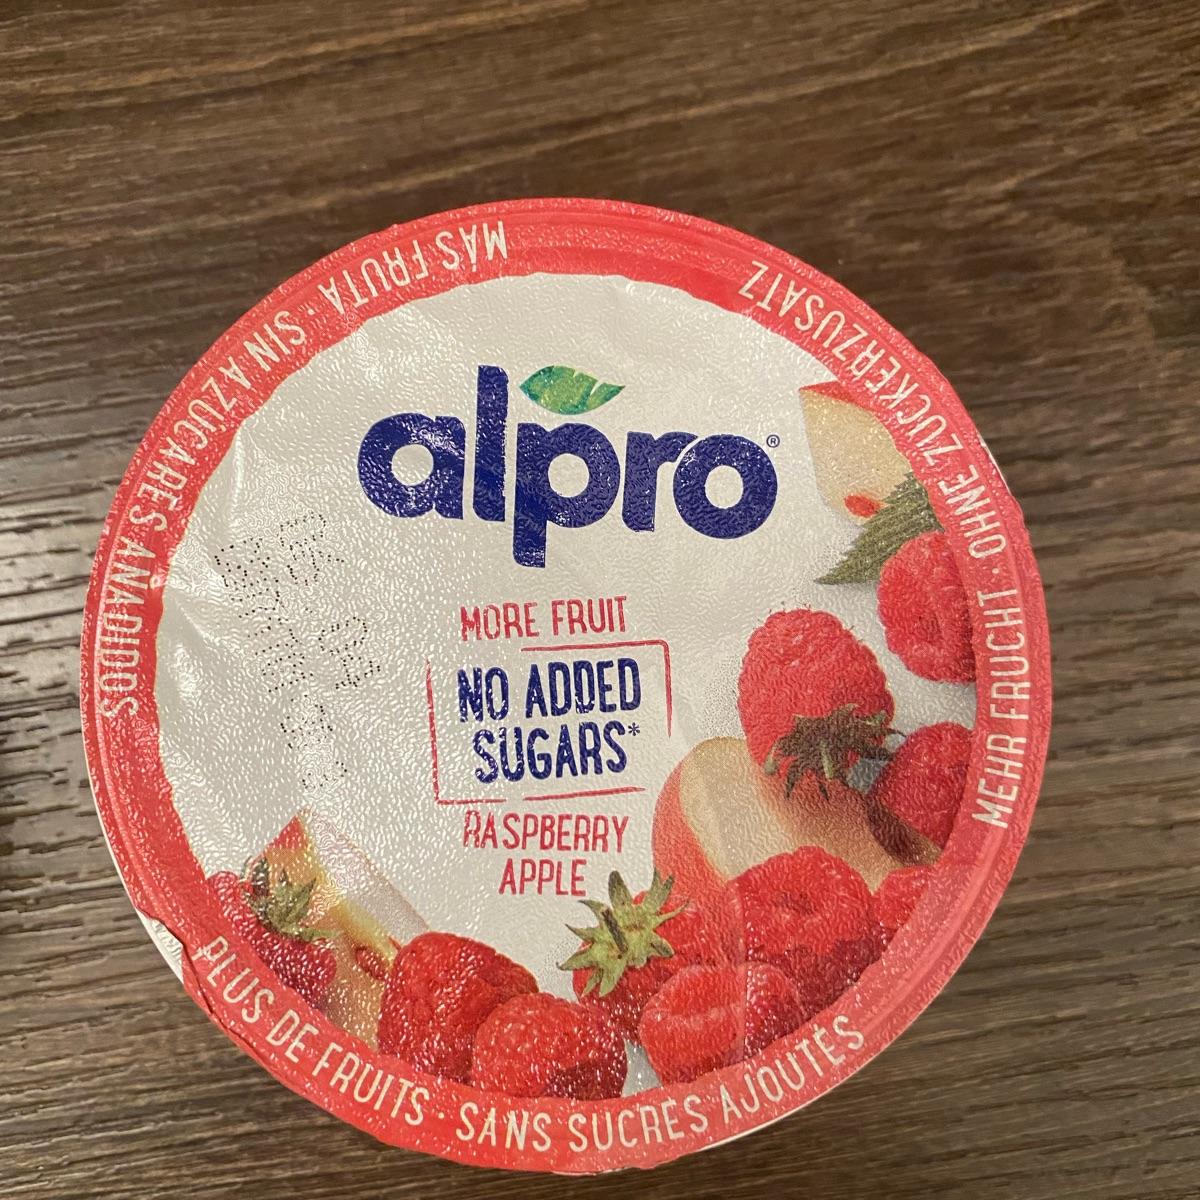 alpro®
MORE FRUIT
NO ADDED
SUGARS*
RASPBERRY
APPLE
MÁS FRUTA · SIN AZÚCARES AÑADIDOS
PLUS DE FRUITS · SANS SUCRES AJOUTÉS
MEHR FRUCHT · OHNE ZUCKERZUSATZ